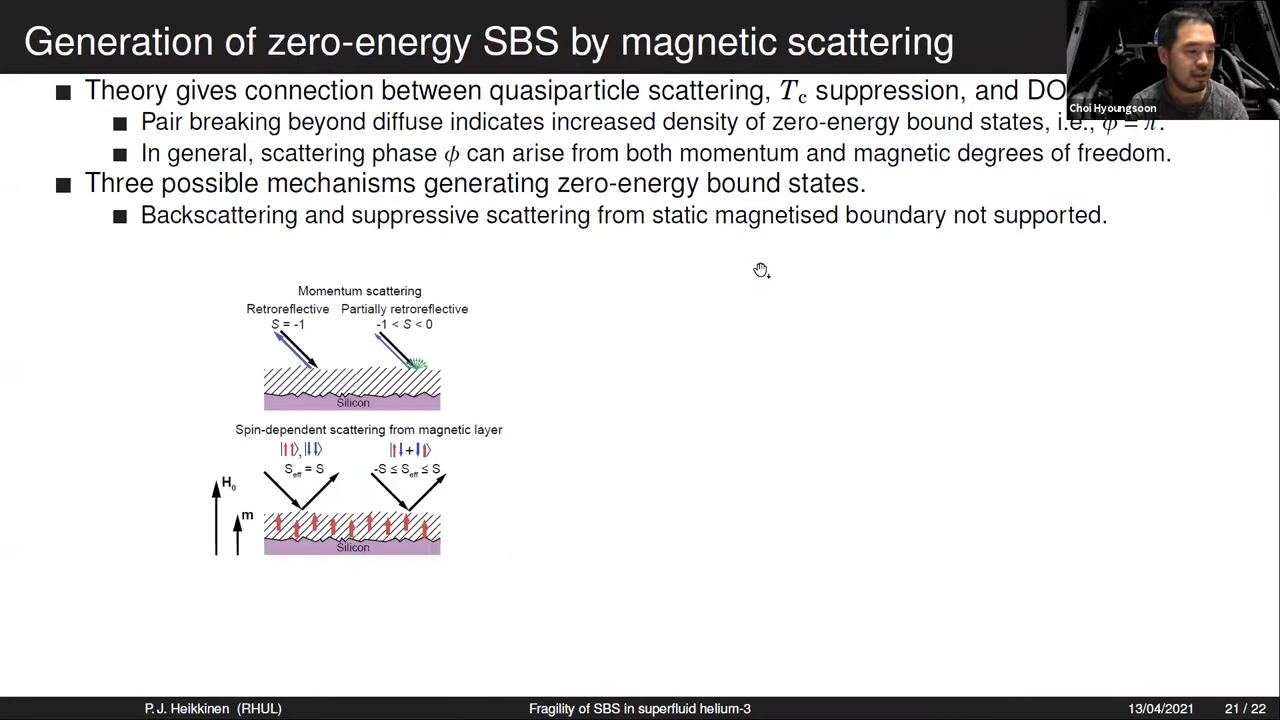 Generation of zero-energy SBS by magnetic scattering
Choi Hyoungsoon
■ Theory gives connection between quasiparticle scattering, Tc suppression, and DO
■ Pair breaking beyond diffuse indicates increased density of zero-energy bound states, i.e., ϕ = π.
■ In general, scattering phase ϕ can arise from both momentum and magnetic degrees of freedom.
■ Three possible mechanisms generating zero-energy bound states.
■ Backscattering and suppressive scattering from static magnetised boundary not supported.
Momentum scattering
Retroreflective Partially retroreflective
S = -1 -1 < S < 0
Silicon
Spin-dependent scattering from magnetic layer
|↑↑⟩,|↓↓⟩ |↑↓+↓↑⟩
Seff = S -S ≤ Seff ≤ S
H0
m
Silicon
P. J. Heikkinen (RHUL) Fragility of SBS in superfluid helium-3 13/04/2021 21 / 22